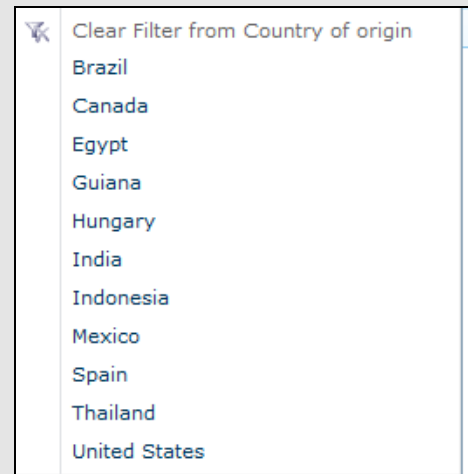 Clear Filter from Country of origin
Brazil
Canada
Egypt
Guiana
Hungary
India
Indonesia
Mexico
Spain
Thailand
United States